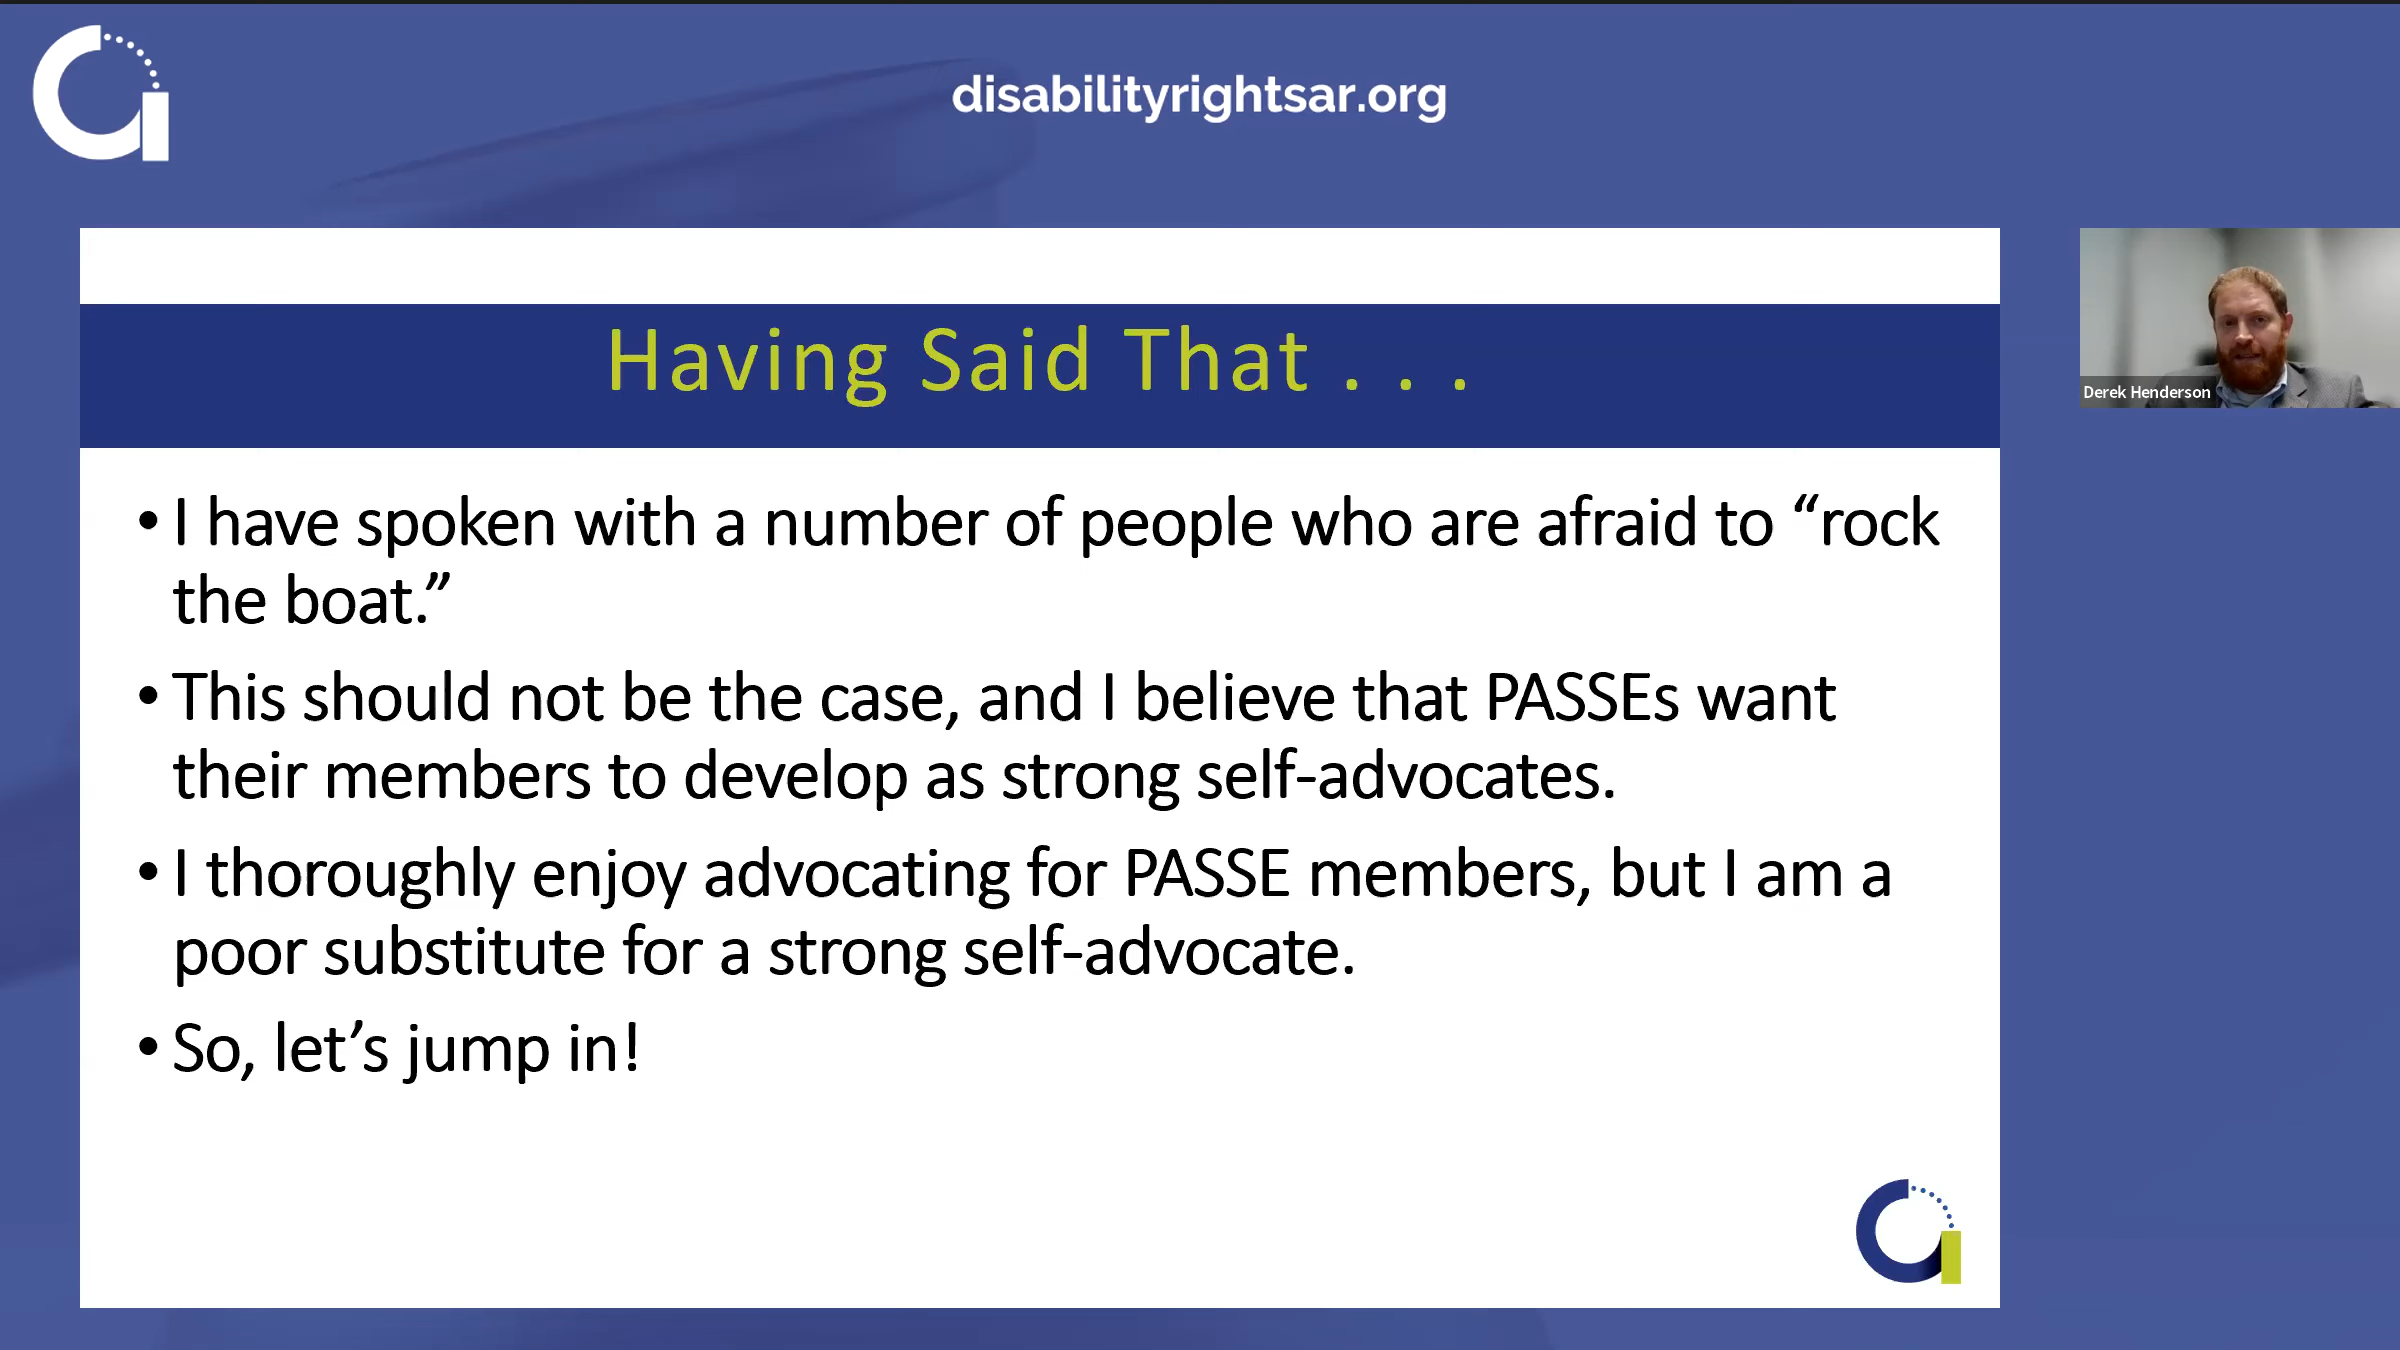 disabilityrightsar.org
Having Said That . . .
Derek Henderson
• I have spoken with a number of people who are afraid to “rock
the boat.”
• This should not be the case, and I believe that PASSEs want
their members to develop as strong self-advocates.
• I thoroughly enjoy advocating for PASSE members, but I am a
poor substitute for a strong self-advocate.
• So, let’s jump in!